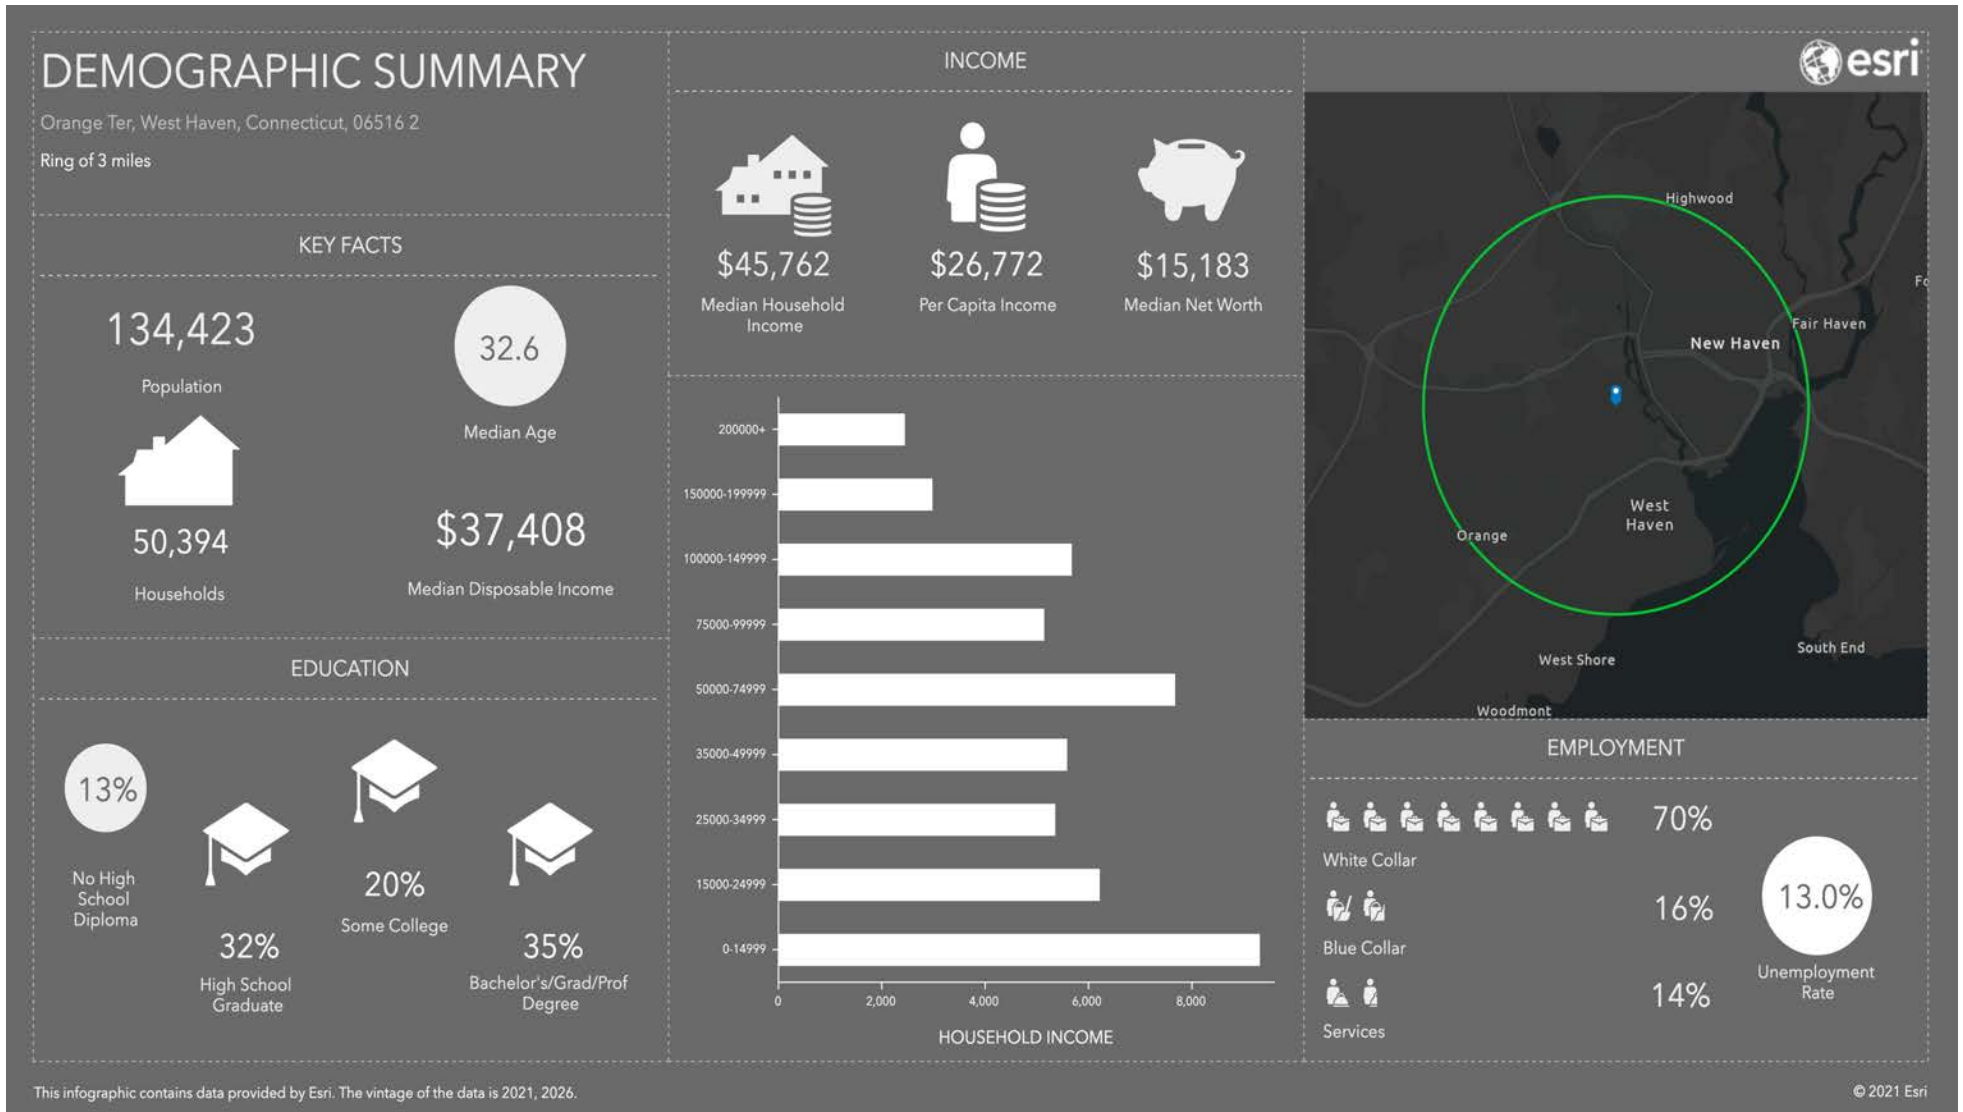 DEMOGRAPHIC SUMMARY
Orange Ter, West Haven, Connecticut, 06516 2
Ring of 3 miles
KEY FACTS
134,423
Population
32.6
Median Age
50,394
Households
$37,408
Median Disposable Income
EDUCATION
13%
No High
School
Diploma
32%
High School
Graduate
20%
Some College
35%
Bachelor's/Grad/Prof
Degree
INCOME
$45,762
Median Household
Income
$26,772
Per Capita Income
$15,183
Median Net Worth
200000+
150000-199999
100000-149999
75000-99999
50000-74999
35000-49999
25000-34999
15000-24999
0-14999
0 2,000 4,000 6,000 8,000
HOUSEHOLD INCOME
esri
Highwood
Fair Haven
New Haven
West
Haven
Orange
West Shore
South End
Woodmont
EMPLOYMENT
70%
White Collar
16%
Blue Collar
14%
Services
13.0%
Unemployment
Rate
This infographic contains data provided by Esri. The vintage of the data is 2021, 2026.
© 2021 Esri